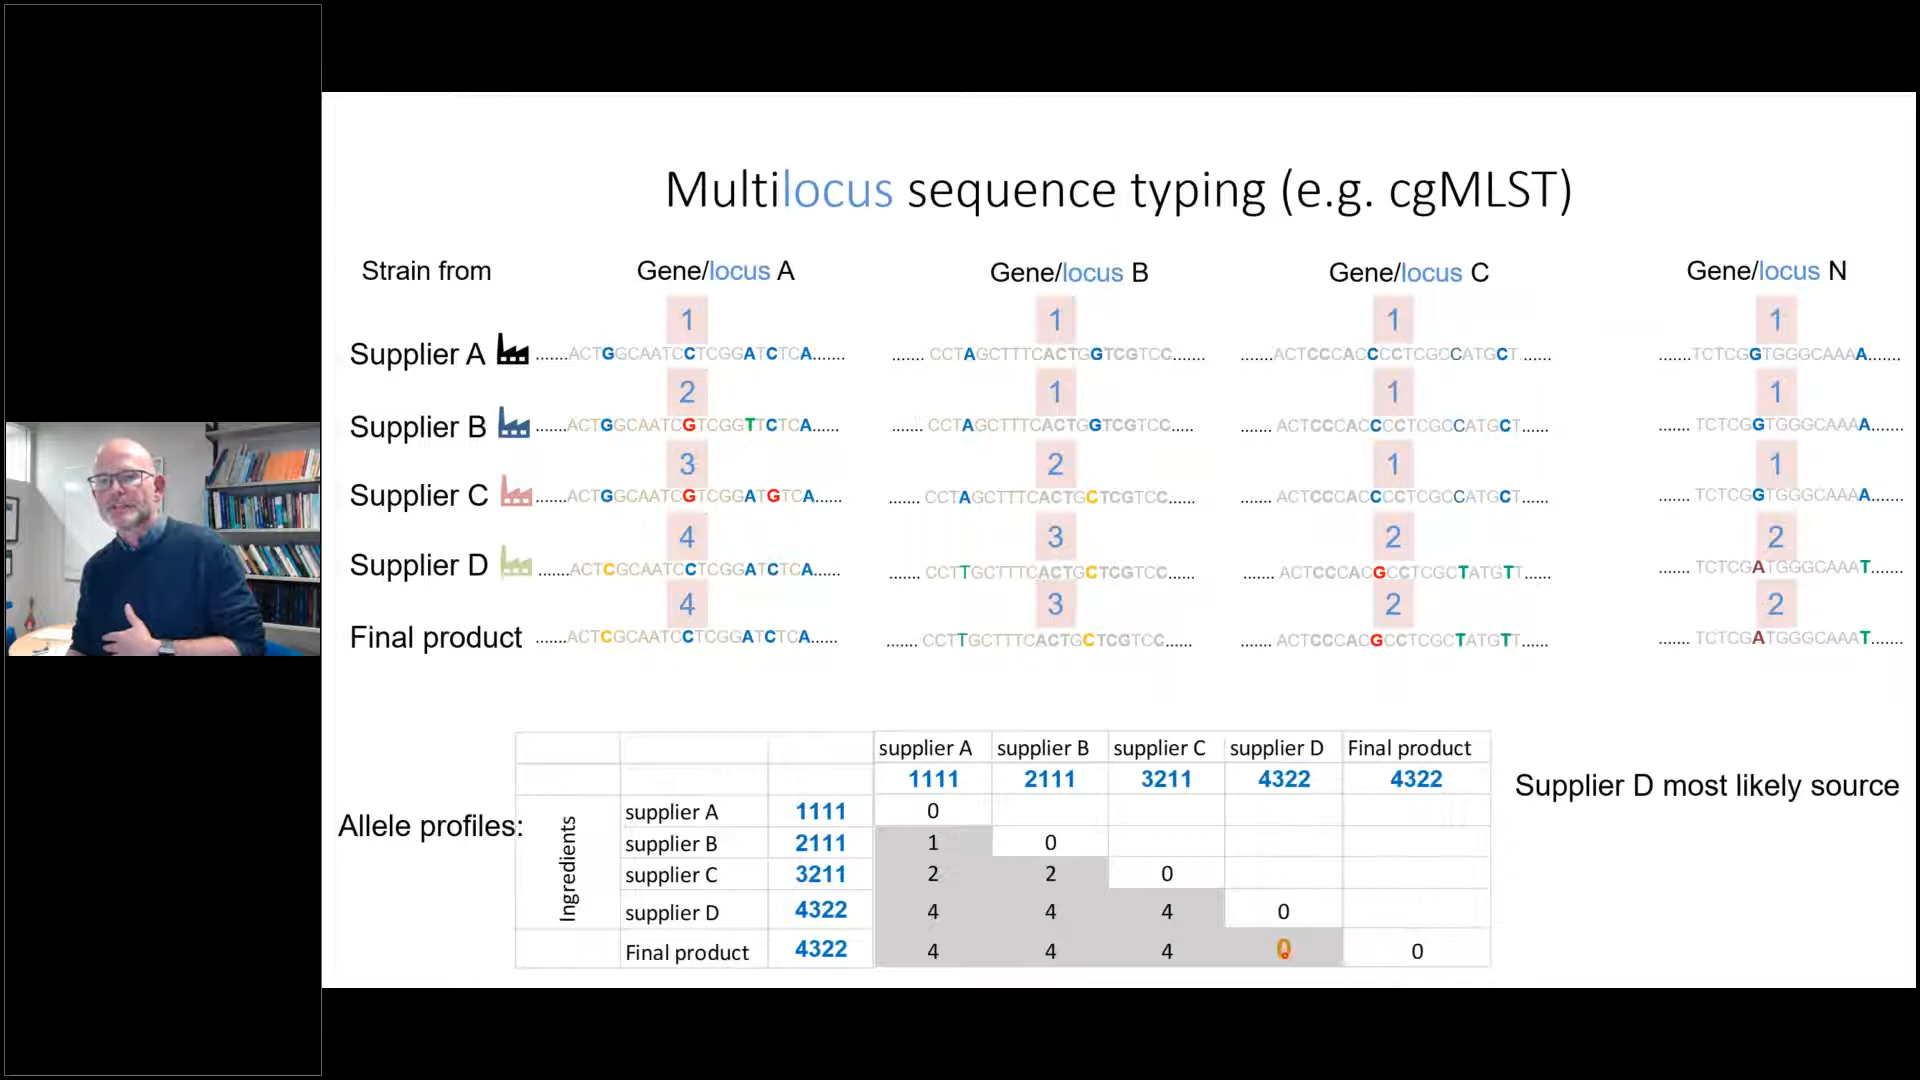 Multilocus sequence typing (e.g. cgMLST)
Strain from Gene/locus A Gene/locus B Gene/locus C Gene/locus N
1 1 1 1
Supplier A .......ACTGGCAATCCTCGGATCTCA....... ....... CCTAGCTTTCACTGGTCGTCC....... .......ACTCCCACCCCTCGCCATGCT ...... .......TCTCGGTGGGCAAAA.......
2 1 1 1
Supplier B .......ACTGGCAATCGTCGGTTCTCA...... ....... CCTAGCTTTCACTGGTCGTCC...... ....... ACTCCCACCCCTCGCCATGCT...... ....... TCTCGGTGGGCAAAA.......
3 2 1 1
Supplier C .......ACTGGCAATCGTCGGATGTCA...... ....... CCTAGCTTTCACTGCTCGTCC...... ....... ACTCCCACCCCTCGCCATGCT...... ....... TCTCGGTGGGCAAAA.......
4 3 2 2
Supplier D .......ACTCGCAATCCTCGGATCTCA...... ....... CCTTGCTTTCACTGCTCGTCC...... ....... ACTCCCACGCCTCGCTATGTT...... ....... TCTCGATGGGCAAAT.......
4 3 2 2
Final product .......ACTCGCAATCCTCGGATCTCA...... ....... CCTTGCTTTCACTGCTCGTCC...... ....... ACTCCCACGCCTCGCTATGTT...... ....... TCTCGATGGGCAAAT.......
supplier A supplier B supplier C supplier D Final product
1111 2111 3211 4322 4322
Supplier D most likely source
Allele profiles:
Ingredients
supplier A 1111 0
supplier B 2111 1 0
supplier C 3211 2 2 0
supplier D 4322 4 4 4 0
Final product 4322 4 4 4 0 0